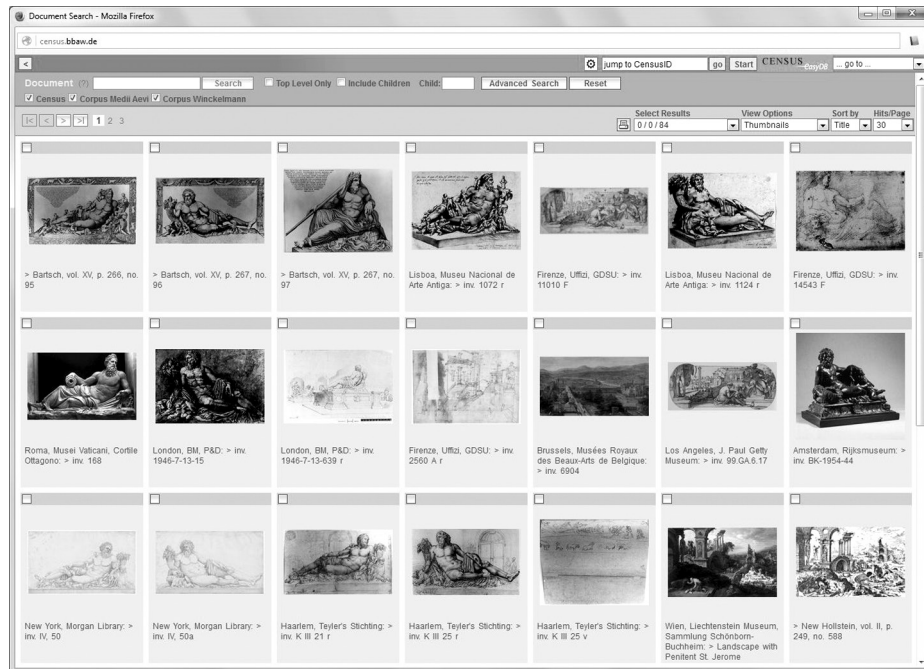 Document Search - Mozilla Firefox
census.bbaw.de
< jump to CensusID go Start CENSUS easyDB ... go to ...
Document (?) Search Top Level Only Include Children Child: Advanced Search Reset
Census Corpus Medii Aevi Corpus Winckelmann
Select Results View Options Sort by Hits/Page
|< < > >| 1 2 3 0 / 0 / 84 Thumbnails Title 30
> Bartsch, vol. XV, p. 266, no.
95
> Bartsch, vol. XV, p. 267, no.
96
> Bartsch, vol. XV, p. 267, no.
97
Lisboa, Museu Nacional de
Arte Antiga: > inv. 1072 r
Firenze, Uffizi, GDSU: > inv.
11010 F
Lisboa, Museu Nacional de
Arte Antiga: > inv. 1124 r
Firenze, Uffizi, GDSU: > inv.
14543 F
Roma, Musei Vaticani, Cortile
Ottagono: > inv. 168
London, BM, P&D: > inv.
1946-7-13-15
London, BM, P&D: > inv.
1946-7-13-639 r
Firenze, Uffizi, GDSU: > inv.
2560 A r
Brussels, Musées Royaux
des Beaux-Arts de Belgique:
> inv. 6904
Los Angeles, J. Paul Getty
Museum: > inv. 99.GA.6.17
Amsterdam, Rijksmuseum: >
inv. BK-1954-44
New York, Morgan Library: >
inv. IV, 50
New York, Morgan Library: >
inv. IV, 50a
Haarlem, Teyler's Stichting: >
inv. K III 21 r
Haarlem, Teyler's Stichting: >
inv. K III 25 r
Haarlem, Teyler's Stichting: >
inv. K III 25 v
Wien, Liechtenstein Museum,
Sammlung Schönborn-
Buchheim: > Landscape with
Penitent St. Jerome
> New Hollstein, vol. II, p.
249, no. 588